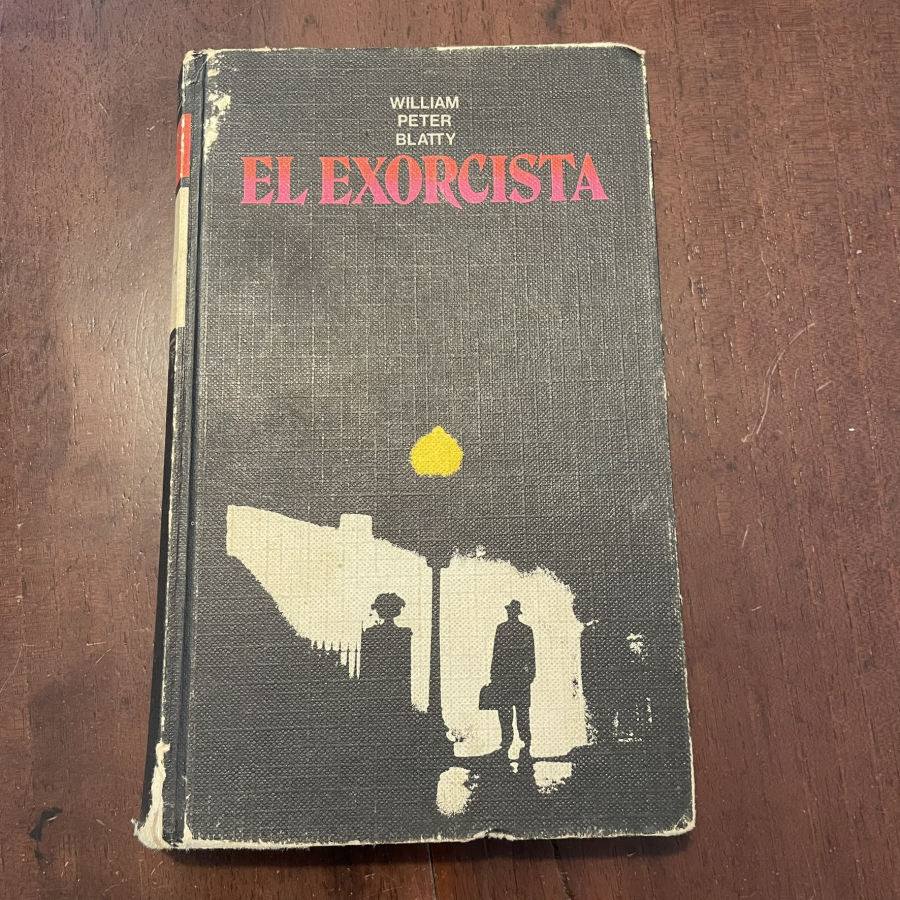 WILLIAM
PETER
BLATTY
EL EXORCISTA